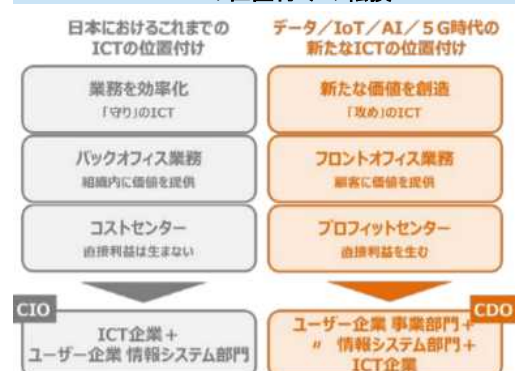 日本におけるこれまでの
ICTの位置付け
業務を効率化
「守り」のICT
バックオフィス業務
組織内に価値を提供
コストセンター
直接利益は生まない
CIO
ICT企業+
ユーザー企業 情報システム部門
データ/IoT/AI/5G時代の
新たなICTの位置付け
新たな価値を創造
「攻め」のICT
フロントオフィス業務
顧客に価値を提供
プロフィットセンター
直接利益を生む
CDO
ユーザー企業 事業部門+
〃 情報システム部門+
ICT企業